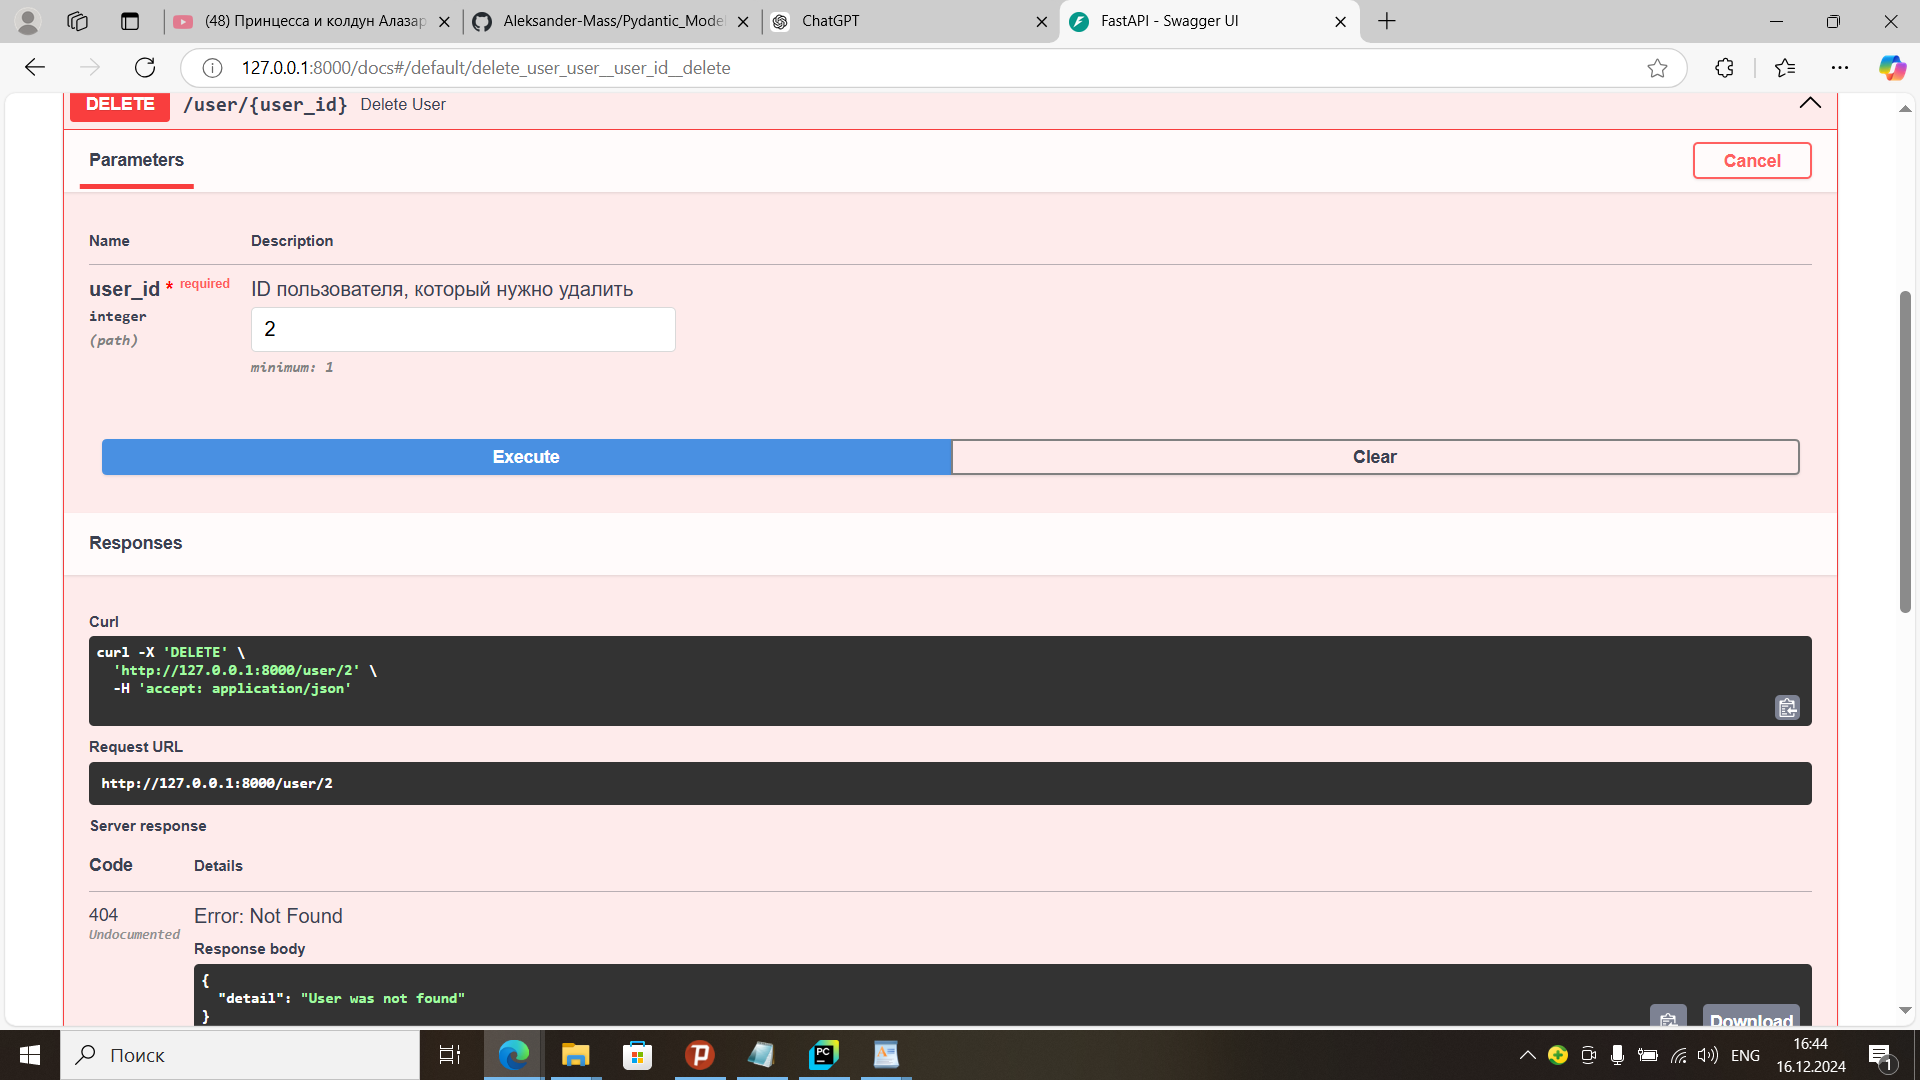 (48) Принцесса и колдун Алазар
Aleksander-Mass/Pydantic_Model
ChatGPT
FastAPI - Swagger UI
127.0.0.1:8000/docs#/default/delete_user_user__user_id__delete
DELETE /user/{user_id} Delete User
Parameters
Cancel
Name Description
user_id * required
integer
(path)
ID пользователя, который нужно удалить
2
minimum: 1
Execute
Clear
Responses
Curl
curl -X 'DELETE' \
'http://127.0.0.1:8000/user/2' \
-H 'accept: application/json'
Request URL
http://127.0.0.1:8000/user/2
Server response
Code Details
404
Undocumented
Error: Not Found
Response body
{
"detail": "User was not found"
}
Download
Поиск
PC
ENG
16:44
16.12.2024
1